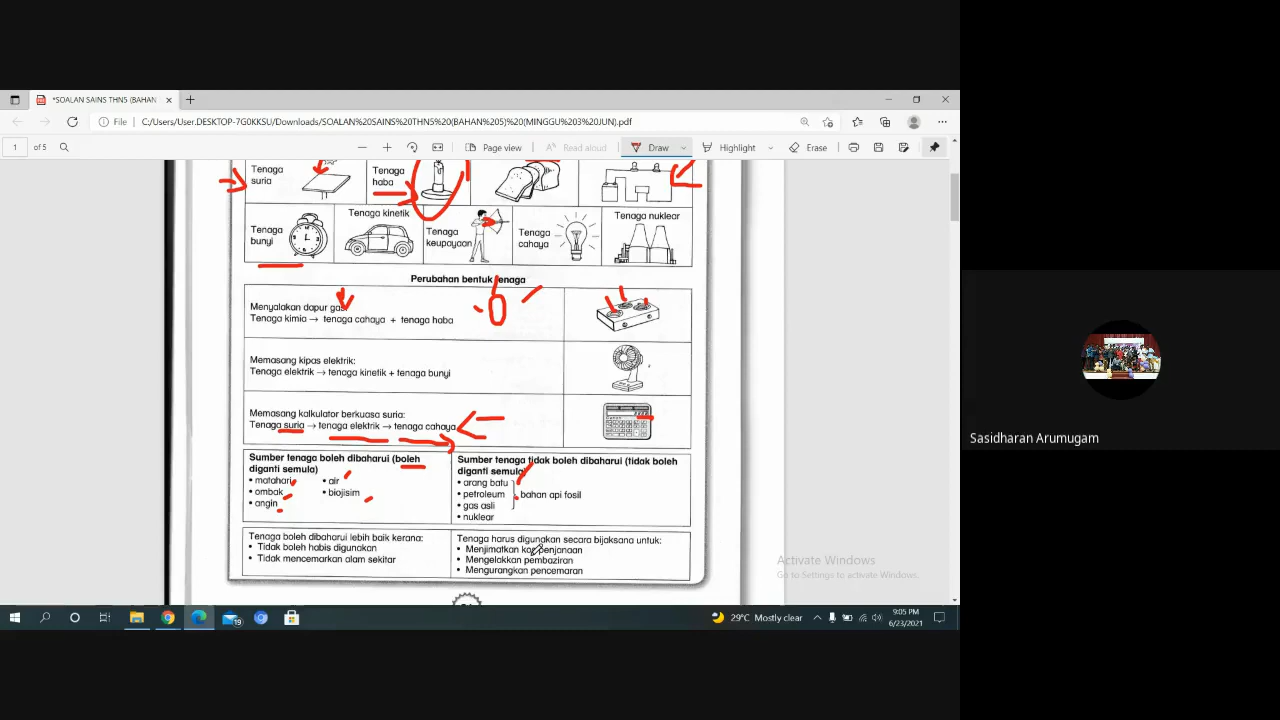 *SOALAN SAINS THN5 (BAHAN
File
C:/Users/User.DESKTOP-7G0KKSU/Downloads/SOALAN%20SAINS%20THN5%20(BAHAN%205)%20(MINGGU%203%20JUN).pdf
1 of 5
Page view
Read aloud
Draw
Highlight
Erase
Tenaga suria
Tenaga haba
Tenaga bunyi
Tenaga kinetik
Tenaga keupayaan
Tenaga cahaya
Tenaga nuklear
Perubahan bentuk tenaga
Menyalakan dapur gas:
Tenaga kimia → tenaga cahaya + tenaga haba
Memasang kipas elektrik:
Tenaga elektrik → tenaga kinetik + tenaga bunyi
Memasang kalkulator berkuasa suria:
Tenaga suria → tenaga elektrik → tenaga cahaya
Sumber tenaga boleh dibaharui (boleh
diganti semula)
• matahari
• air
• ombak
• biojisim
• angin
Sumber tenaga tidak boleh dibaharui (tidak boleh
diganti semula)
• arang batu
• petroleum
bahan api fosil
• gas asli
• nuklear
Tenaga boleh dibaharui lebih baik kerana:
• Tidak boleh habis digunakan
• Tidak mencemarkan alam sekitar
Tenaga harus digunakan secara bijaksana untuk:
• Menjimatkan kos penjanaan
• Mengelakkan pembaziran
• Mengurangkan pencemaran
Activate Windows
Go to Settings to activate Windows.
Sasidharan Arumugam
19
29°C Mostly clear
9:05 PM
6/23/2021